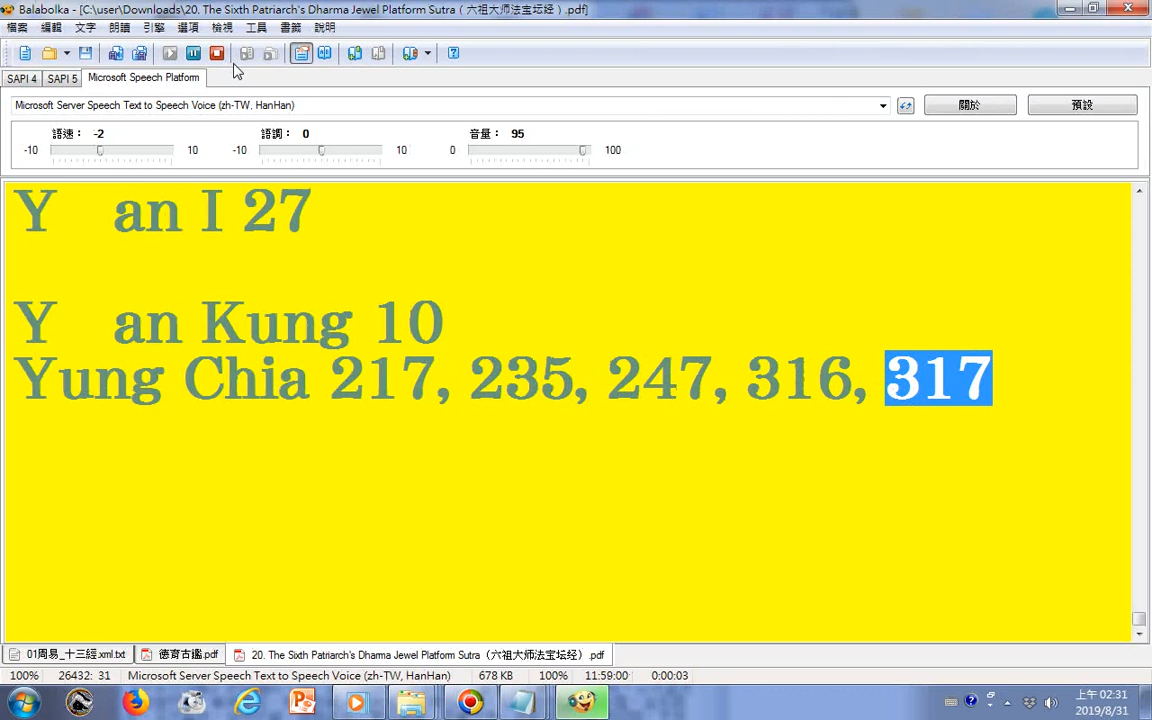 Balabolka - [C:\user\Downloads\20. The Sixth Patriarch's Dharma Jewel Platform Sutra（六祖大师法宝坛经）.pdf]
檔案 編輯 文字 朗讀 引擎 選項 檢視 工具 書籤 說明
SAPI 4 SAPI 5 Microsoft Speech Platform
Microsoft Server Speech Text to Speech Voice (zh-TW, HanHan) 關於 預設
語速： -2 語調： 0 音量： 95
-10 10 -10 10 0 100
Y an I 27
Y an Kung 10
Yung Chia 217, 235, 247, 316, 317
01周易_十三經.xml.txt 德育古鑑.pdf 20. The Sixth Patriarch's Dharma Jewel Platform Sutra（六祖大师法宝坛经）.pdf
100% 26432: 31 Microsoft Server Speech Text to Speech Voice (zh-TW, HanHan) 678 KB 100% 11:59:00 0:00:03
上午 02:31
2019/8/31